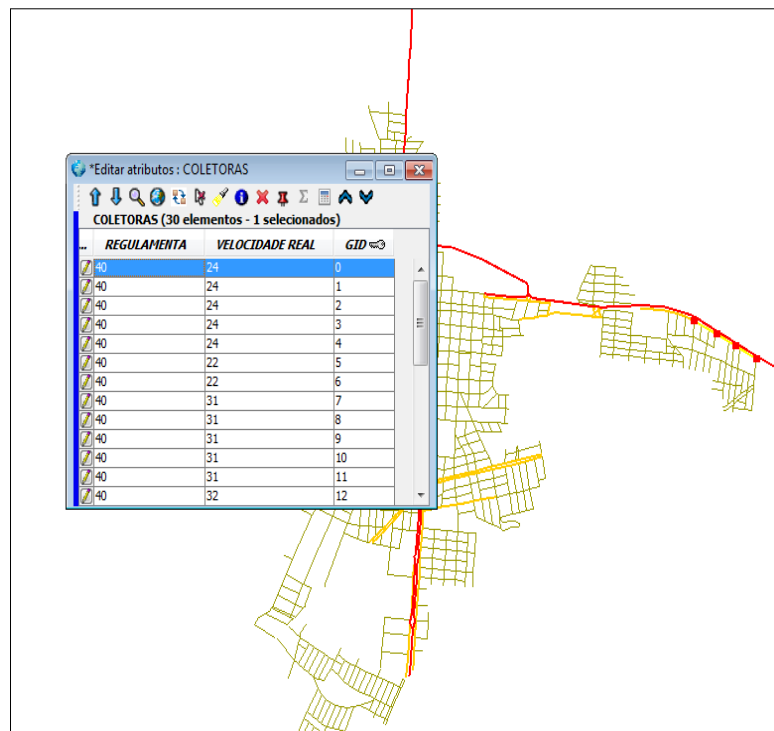 *Editar atributos : COLETORAS
COLETORAS (30 elementos - 1 selecionados)
... REGULAMENTA VELOCIDADE REAL GID
40 24 0
40 24 1
40 24 2
40 24 3
40 24 4
40 22 5
40 22 6
40 31 7
40 31 8
40 31 9
40 31 10
40 31 11
40 32 12